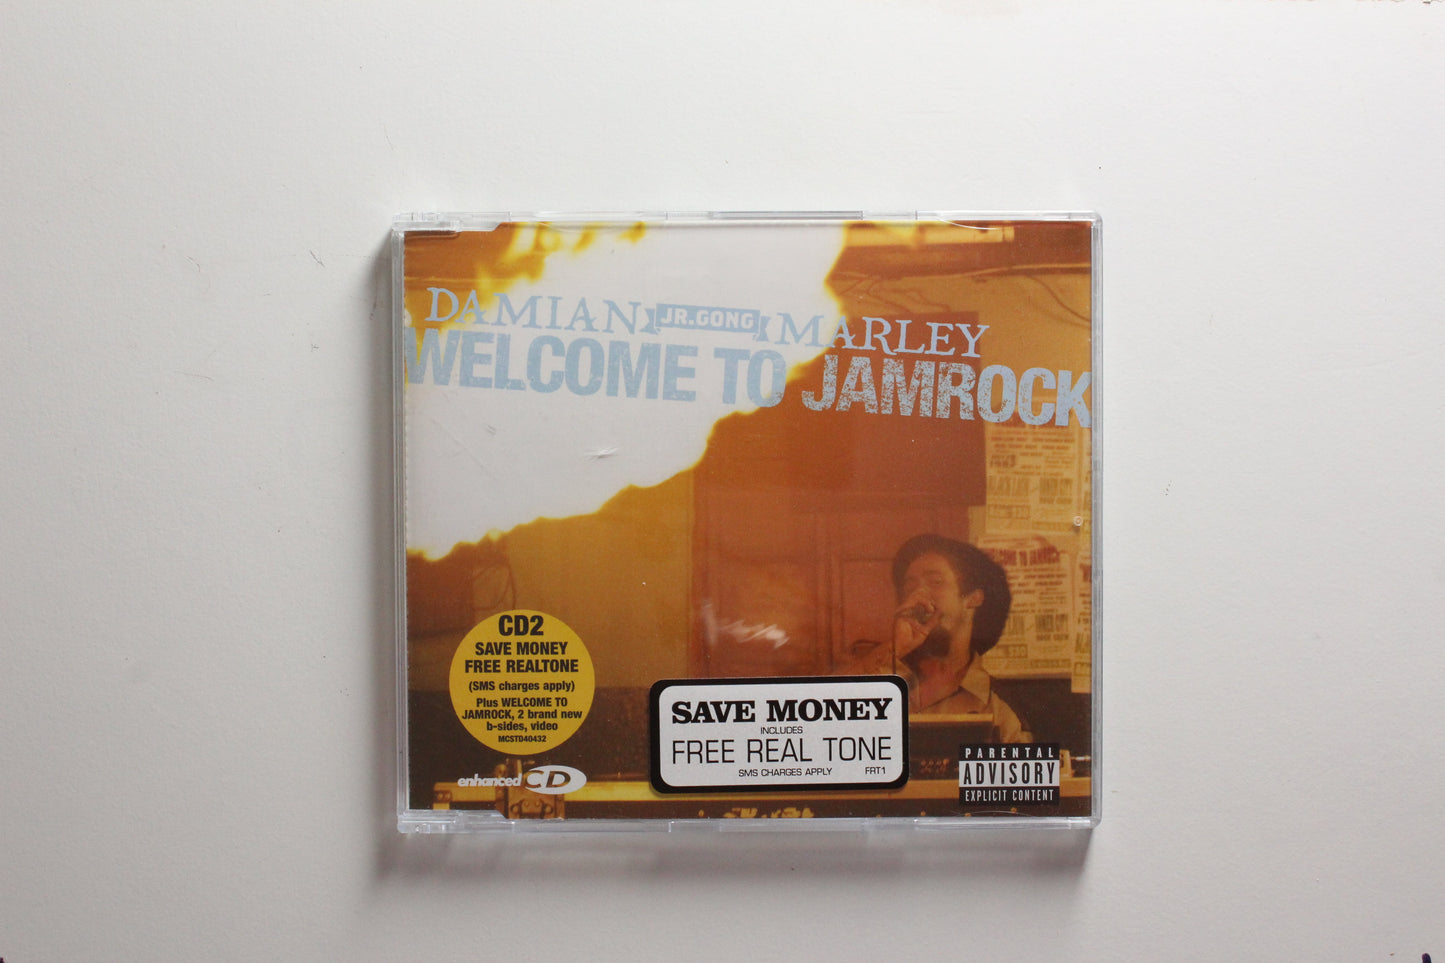 DAMIAN JR.GONG MARLEY
WELCOME TO JAMROCK
CD2
SAVE MONEY
FREE REALTONE
(SMS charges apply)
Plus WELCOME TO
JAMROCK, 2 brand new
b-sides, video
MCSTD40432
enhanced CD
SAVE MONEY
INCLUDES
FREE REAL TONE
SMS CHARGES APPLY FRT1
PARENTAL
ADVISORY
EXPLICIT CONTENT